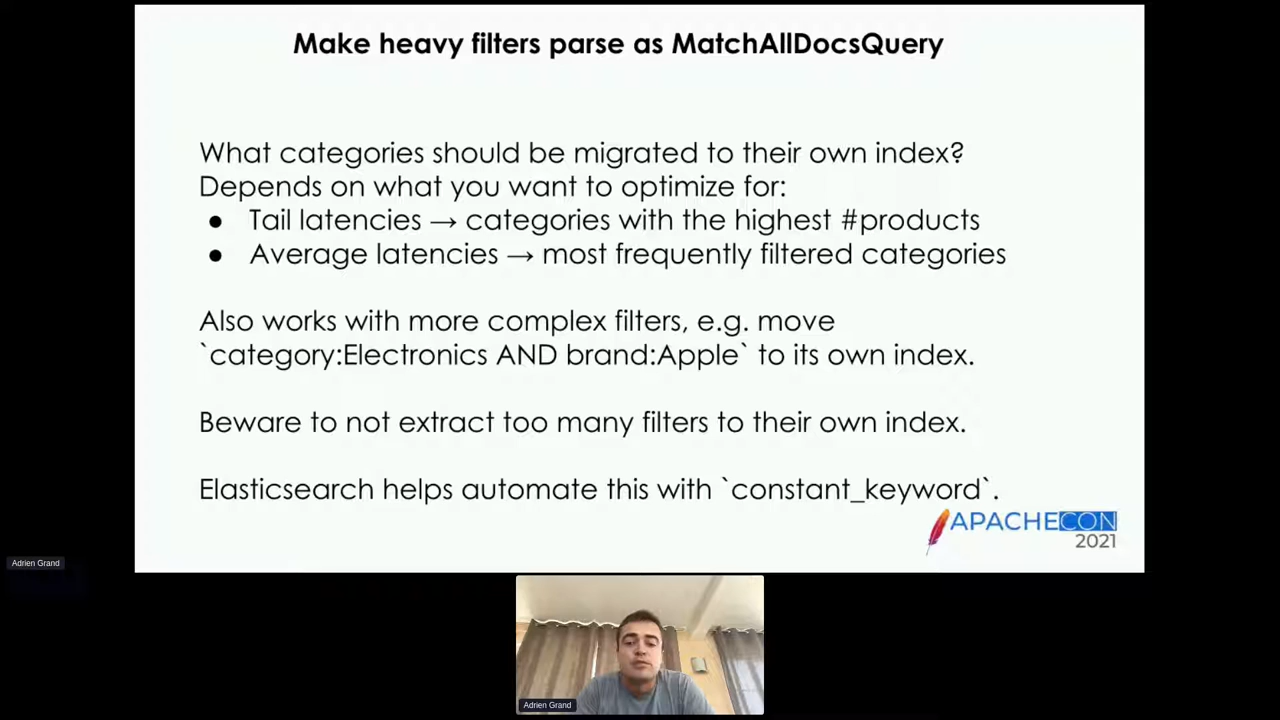 Make heavy filters parse as MatchAllDocsQuery
What categories should be migrated to their own index?
Depends on what you want to optimize for:
● Tail latencies → categories with the highest #products
● Average latencies → most frequently filtered categories
Also works with more complex filters, e.g. move
`category:Electronics AND brand:Apple` to its own index.
Beware to not extract too many filters to their own index.
Elasticsearch helps automate this with `constant_keyword`.
APACHECON
2021
Adrien Grand
Adrien Grand